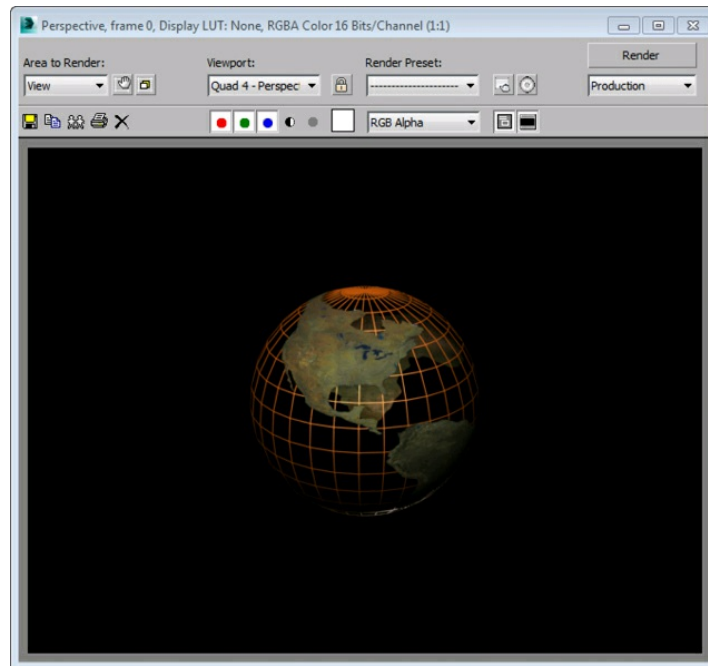 Perspective, frame 0, Display LUT: None, RGBA Color 16 Bits/Channel (1:1)
Area to Render:
Viewport:
Render Preset:
Render
View
Quad 4 - Perspec
---------------------
Production
RGB Alpha